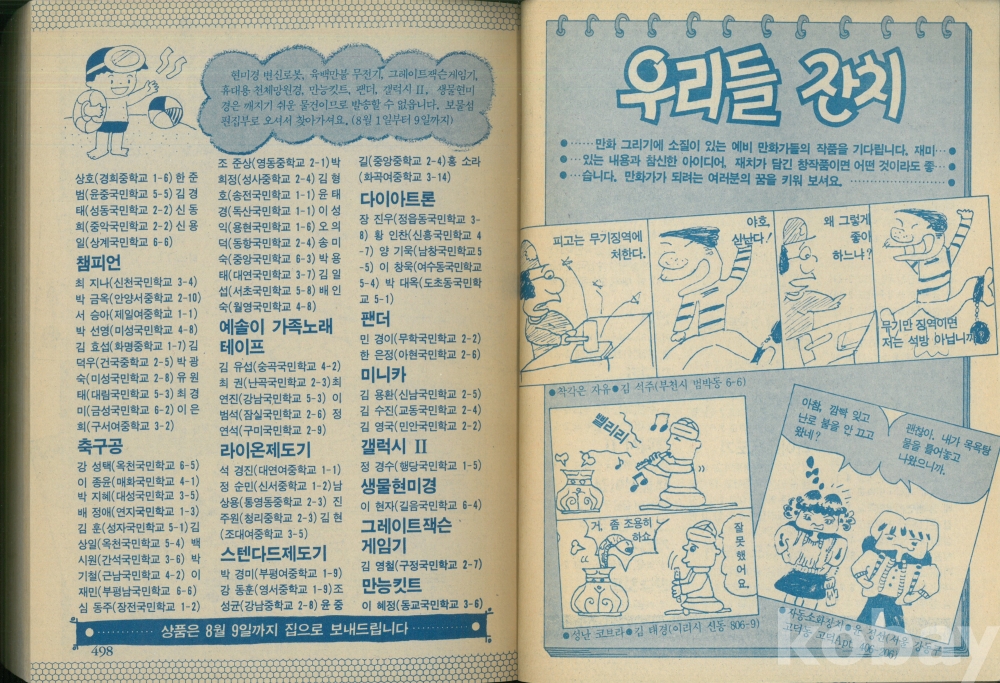 현미경 변신로봇, 육백만불 무전기, 그레이트잭슨게임기,
휴대용 천체망원경, 만능킷트, 팬더, 갤럭시 II, 생물현미
경은 깨지기 쉬운 물건이므로 발송할 수 없읍니다. 보물섬
편집부로 오셔서 찾아가셔요. (8월 1일부터 9일까지)
상호(경희중학교 1-6) 한 준
범(윤중국민학교 5-5) 김 경
태(성동국민학교 2-2) 신 동
희(중앙국민학교 2-2) 신 용
일(상계국민학교 6-6)
챔피언
최 지나(신천국민학교 3-4)
박 금옥(안양서중학교 2-10)
서 승아(제일여중학교 1-1)
박 선영(미성국민학교 4-8)
김 효섭(화명중학교 1-7) 김
덕우(건국중학교 2-5) 박 광
숙(미성국민학교 2-8) 유 원
태(대림국민학교 5-3) 최 경
미(금성국민학교 6-2) 이 은
희(구서여중학교 3-2)
축구공
강 성택(옥천국민학교 6-5)
이 종윤(매화국민학교 4-1)
박 지혜(대성국민학교 3-5)
배 정애(연지국민학교 1-3)
김 훈(성자국민학교 5-1) 김
상일(옥천국민학교 5-4) 백
시원(간석국민학교 3-6) 박
기철(근남국민학교 4-2) 이
재민(부평남국민학교 6-6)
심 동주(장전국민학교 1-2)
조 준상(영동중학교 2-1) 박
희정(성사중학교 2-4) 김 형
호(송전국민학교 1-1) 윤 태
경(독산국민학교 1-1) 이 성
익(용현국민학교 1-6) 오 의
덕(동항국민학교 2-4) 송 미
숙(중앙국민학교 6-3) 박 용
태(대연국민학교 3-7) 김 일
섭(서초국민학교 5-8) 배 인
숙(월영국민학교 4-8)
예솔이 가족노래
테이프
김 유섭(숭곡국민학교 4-2)
최 권(난곡국민학교 2-3) 최
연진(강남국민학교 5-3) 이
범석(잠실국민학교 2-6) 정
연석(구미국민학교 2-9)
라이온제도기
석 경진(대연여중학교 1-1)
정 순민(신서중학교 1-2) 남
상용(통영동중학교 2-3) 진
주원(청리중학교 2-3) 김 현
(조대여중학교 3-5)
스텐다드제도기
박 경미(부평여중학교 1-9)
강 동훈(영서중학교 1-9) 조
성균(강남중학교 2-8) 윤 중
길(중앙중학교 2-4) 홍 소라
(화곡여중학교 3-14)
다이아트론
장 진우(정읍동국민학교 3-
8) 황 인찬(신흥국민학교 4
-7) 양 기욱(남창국민학교 5
-5) 이 창욱(여수동국민학교
5-4) 박 대옥(도초동국민학
교 5-1)
팬더
민 경이(무학국민학교 2-2)
한 은정(아현국민학교 2-6)
미니카
김 용환(신남국민학교 2-5)
김 수진(교동국민학교 2-4)
김 영국(민안국민학교 2-2)
갤럭시 II
정 경수(행당국민학교 1-5)
생물현미경
이 현자(길음국민학교 6-4)
그레이트잭슨
게임기
김 영철(구정국민학교 2-7)
만능킷트
이 혜정(동교국민학교 3-6)
상품은 8월 9일까지 집으로 보내드립니다
498
우리들 잔치
만화 그리기에 소질이 있는 예비 만화가들의 작품을 기다립니다. 재미
있는 내용과 참신한 아이디어, 재치가 담긴 창작품이면 어떤 것이라도 좋
습니다. 만화가가 되려는 여러분의 꿈을 키워 보셔요.
피고는 무기징역에
처한다.
야호,
살났다!
왜 그렇게
좋아
하느냐?
무기만 징역이면
저는 석방 아닙니까
●착각은 자유●김 석주(부천시 범박동 6-6)
삘리리
거, 좀 조용히
하쇼
잘
못
했
어
요.
●성난 코브라●김 태경(이리시 신동 806-9)
아참, 깜빡 잊고
난로 불을 안 끄고
왔네?
괜찮아. 내가 목욕탕
물을 틀어놓고
나왔으니까.
●자동소화장치●
kobay